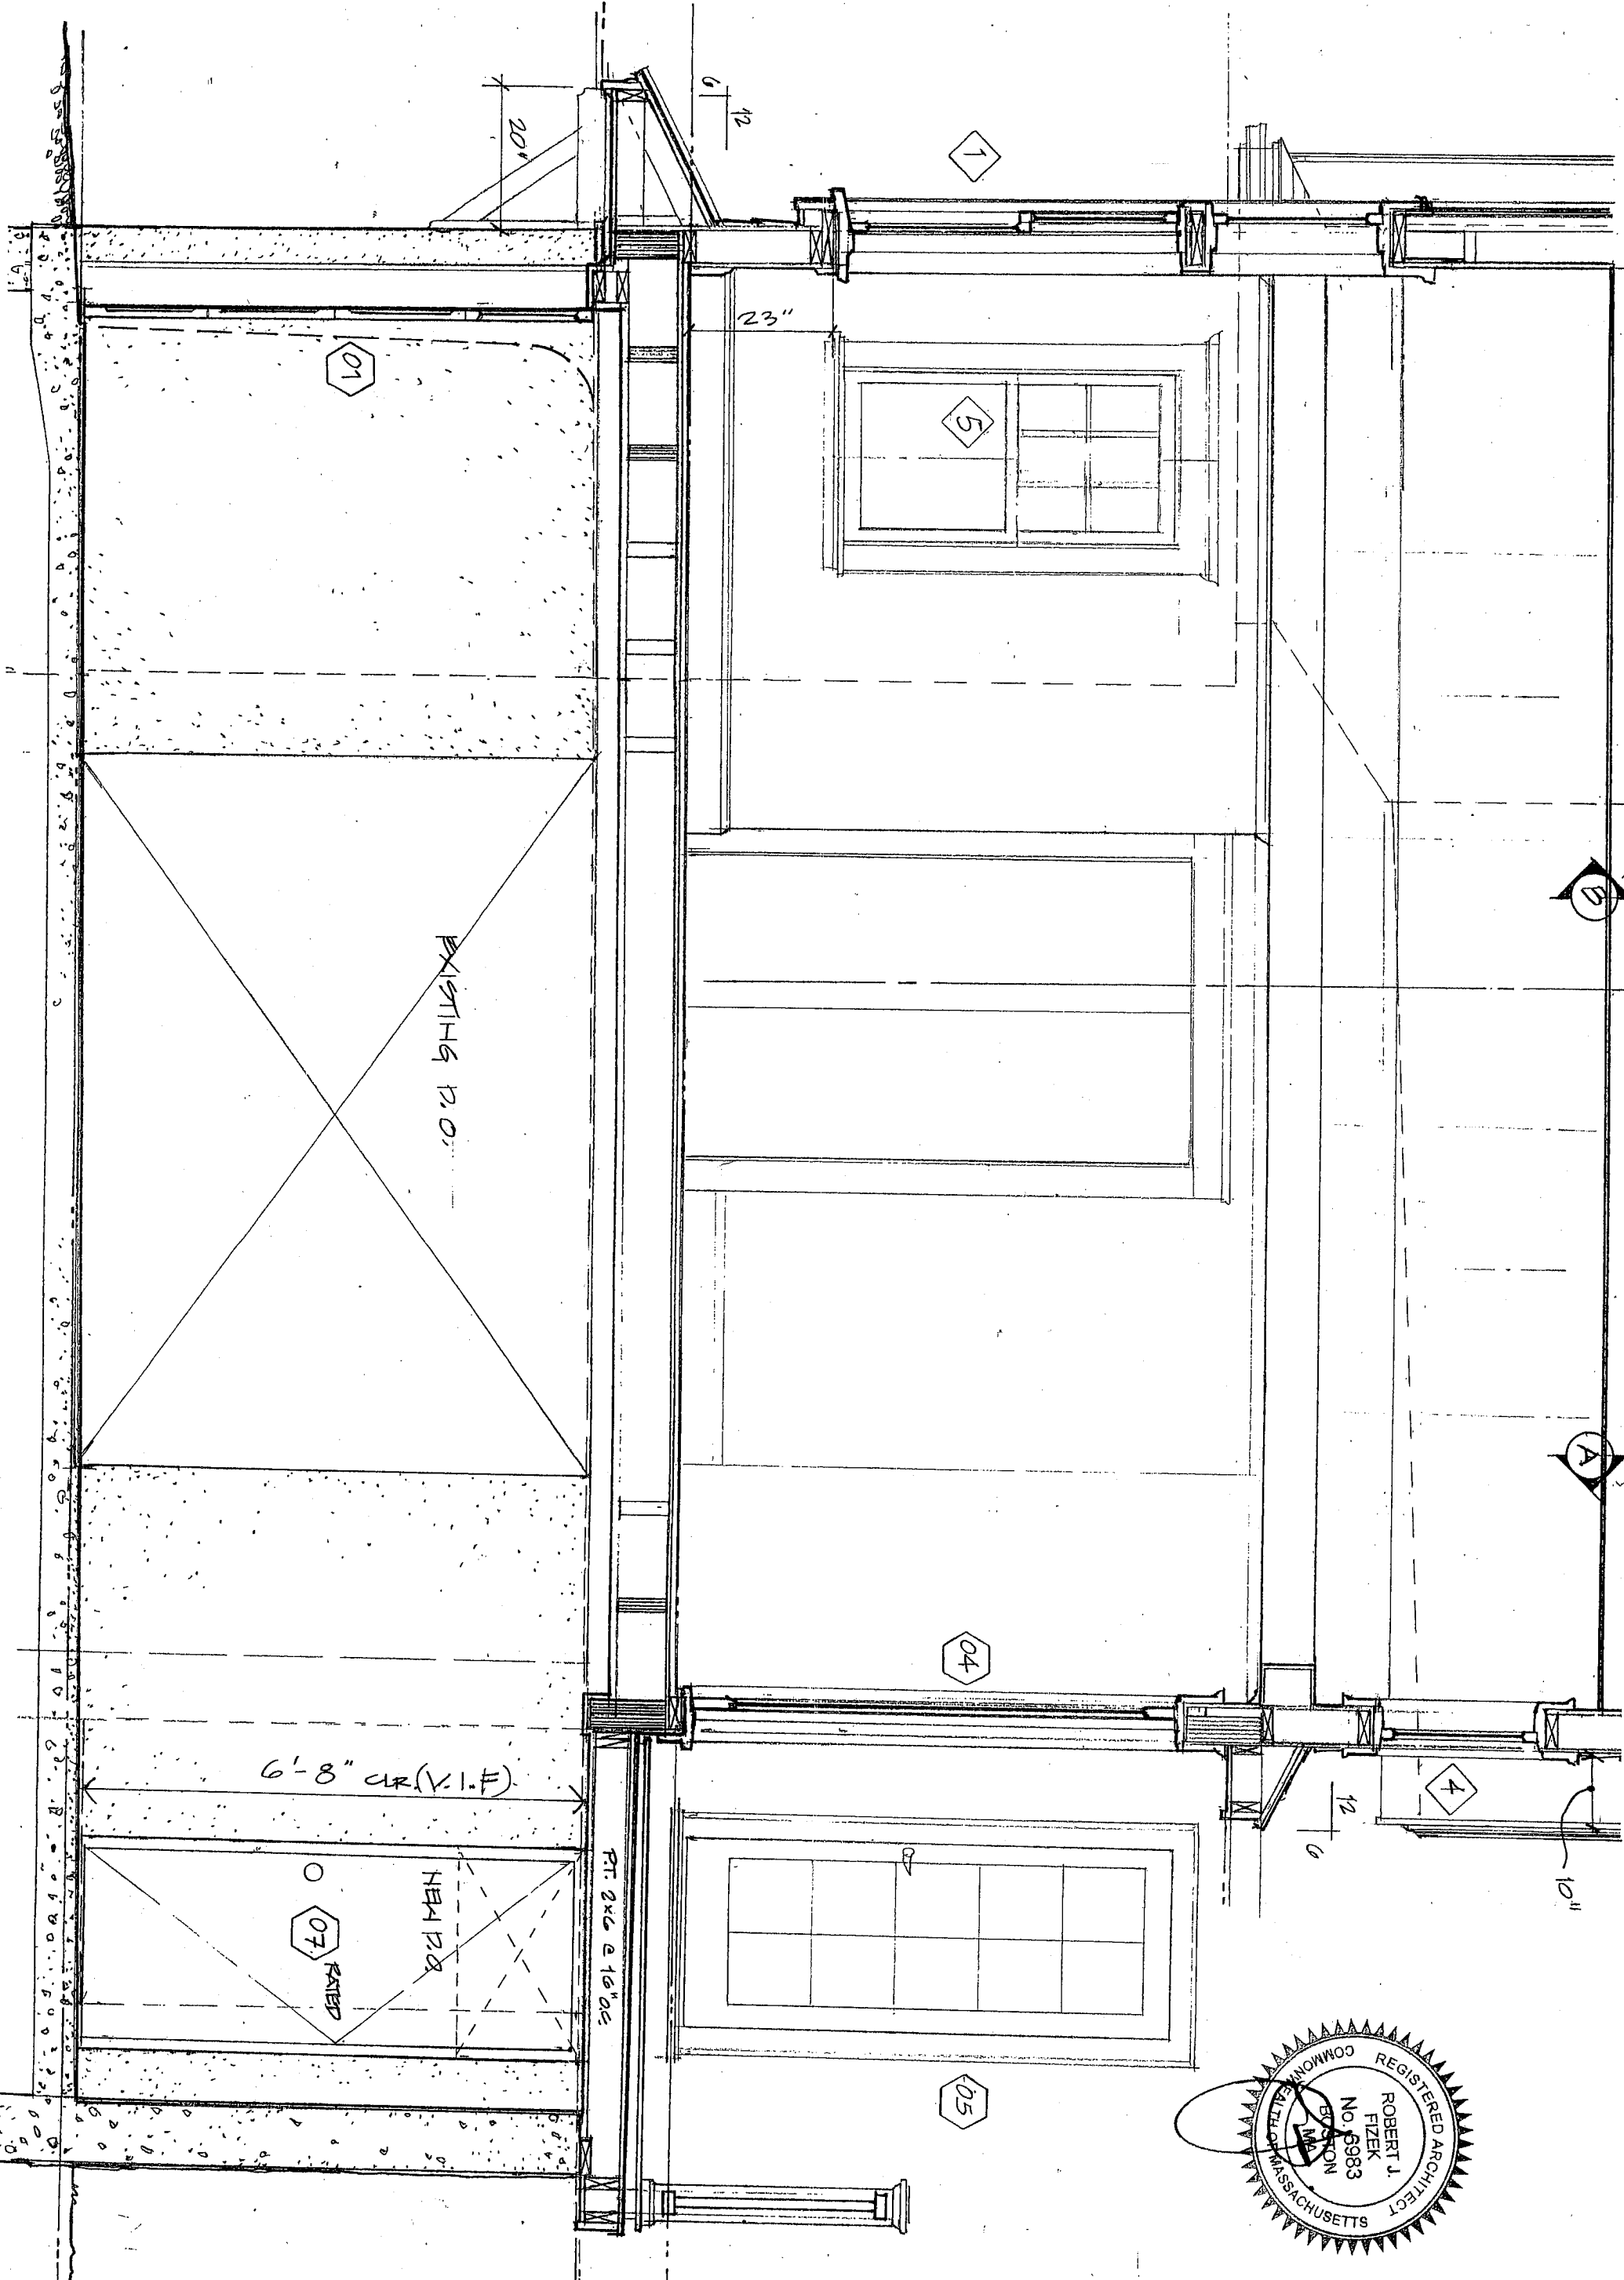 6
12
20"
1
23"
5
01
B
A
EXISTING R.O.
04
4
12
6
10"
6'-8" CLR.(V.I.F).
NEW R.O.
07
RATED
P.T. 2x6 @ 16" O.C.
05
REGISTERED ARCHITECT
ROBERT J.
FIZEK
No. 6983
BOSTON
MA
COMMONWEALTH OF MASSACHUSETTS